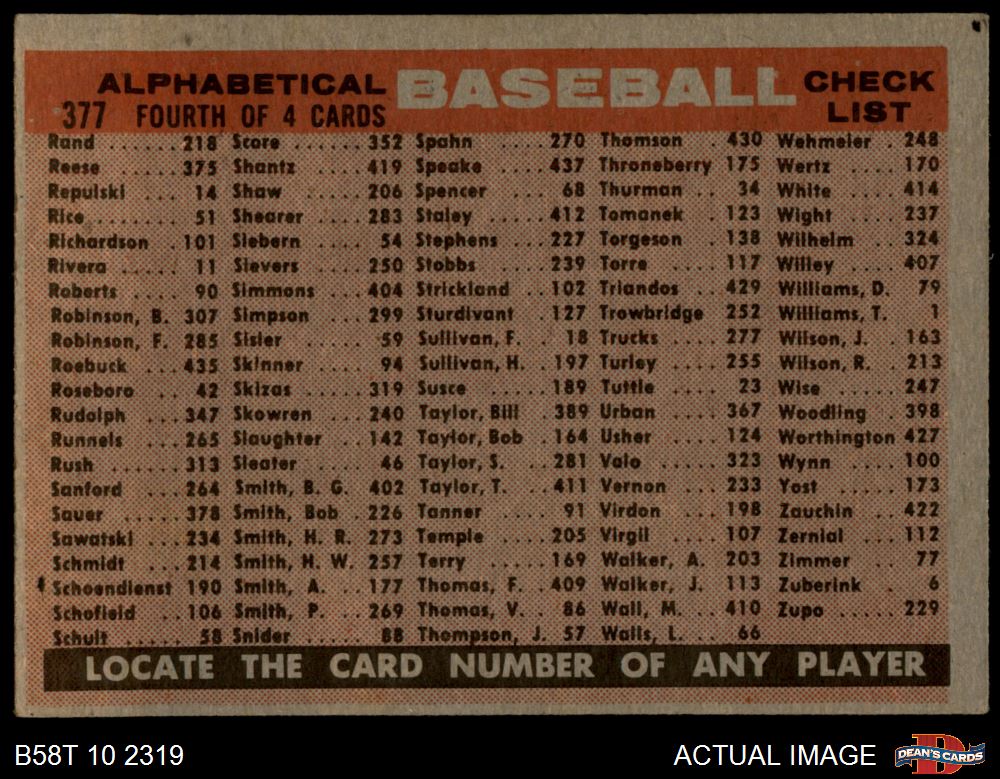 ALPHABETICAL BASEBALL CHECK
377 FOURTH OF 4 CARDS LIST
Rand ..... 218 Score ..... 352 Spahn ..... 270 Thomson . 430 Wehmeier . 248
Reese ..... 375 Shantz .... 419 Speake .... 437 Throneberry 175 Wertz .... 170
Repulski .... 14 Shaw ..... 206 Spencer .... 68 Thurman .. 34 White .... 414
Rice ....... 51 Shearer .... 283 Staley ..... 412 Tomanek . 123 Wight .... 237
Richardson . 101 Siebern .... 54 Stephens ... 227 Torgeson . 138 Wilhelm .. 324
Rivera ..... 11 Sievers .... 250 Stobbs .... 239 Torre .... 117 Willey ... 407
Roberts .... 90 Simmons ... 404 Strickland .. 102 Triandos .. 429 Williams, D. 79
Robinson, B. 307 Simpson ... 299 Sturdivant .. 127 Trowbridge 252 Williams, T. 1
Robinson, F. 285 Sisler ..... 59 Sullivan, F. . 18 Trucks .... 277 Wilson, J. . 163
Roebuck ... 435 Skinner .... 94 Sullivan, H. . 197 Turley .... 255 Wilson, R. . 213
Roseboro ... 42 Skizas .... 319 Susce ..... 189 Tuttle .... 23 Wise .... 247
Rudolph ... 347 Skowren ... 240 Taylor, Bill . 389 Urban .... 367 Woodling . 398
Runnels ... 265 Slaughter .. 142 Taylor, Bob . 164 Usher .... 124 Worthington 427
Rush ...... 313 Sleater .... 46 Taylor, S. .. 281 Valo ..... 323 Wynn .... 100
Sanford ... 264 Smith, B. G. 402 Taylor, T. .. 411 Vernon ... 233 Yost ..... 173
Sauer ..... 378 Smith, Bob . 226 Tanner .... 91 Virdon ... 198 Zauchin .. 422
Sawatski ... 234 Smith, H. R. 273 Temple .... 205 Virgil .... 107 Zernial ... 112
Schmidt ... 214 Smith, H. W. 257 Terry ..... 169 Walker, A. 203 Zimmer ... 77
Schoendienst 190 Smith, A. .. 177 Thomas, F. . 409 Walker, J. . 113 Zuberink . 6
Schofield .. 106 Smith, P. .. 269 Thomas, V. . 86 Wall, M. . 410 Zupo .... 229
Schult ..... 58 Snider ..... 88 Thompson, J. 57 Walls, L. .. 66
LOCATE THE CARD NUMBER OF ANY PLAYER
B58T 10 2319 ACTUAL IMAGE DEAN'S CARDS